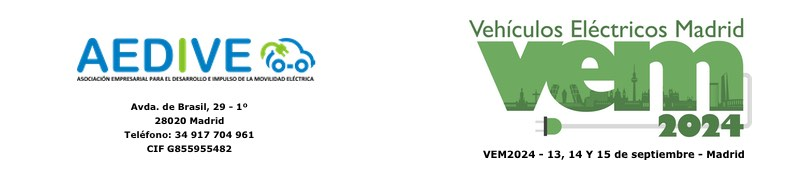 AEDIVE
ASOCIACIÓN EMPRESARIAL PARA EL DESARROLLO E IMPULSO DE LA MOVILIDAD ELÉCTRICA
Avda. de Brasil, 29 - 1º
28020 Madrid
Teléfono: 34 917 704 961
CIF G855955482
Vehículos Eléctricos Madrid
vem
2024
VEM2024 - 13, 14 Y 15 de septiembre - Madrid